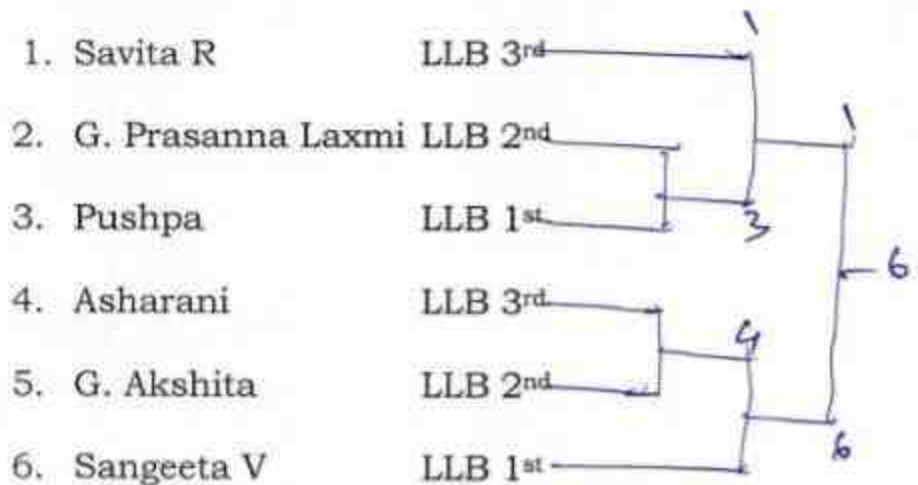 1
1. Savita R LLB 3rd
2. G. Prasanna Laxmi LLB 2nd
1
3. Pushpa LLB 1st
3
6
4. Asharani LLB 3rd
4
5. G. Akshita LLB 2nd
6
6. Sangeeta V LLB 1st